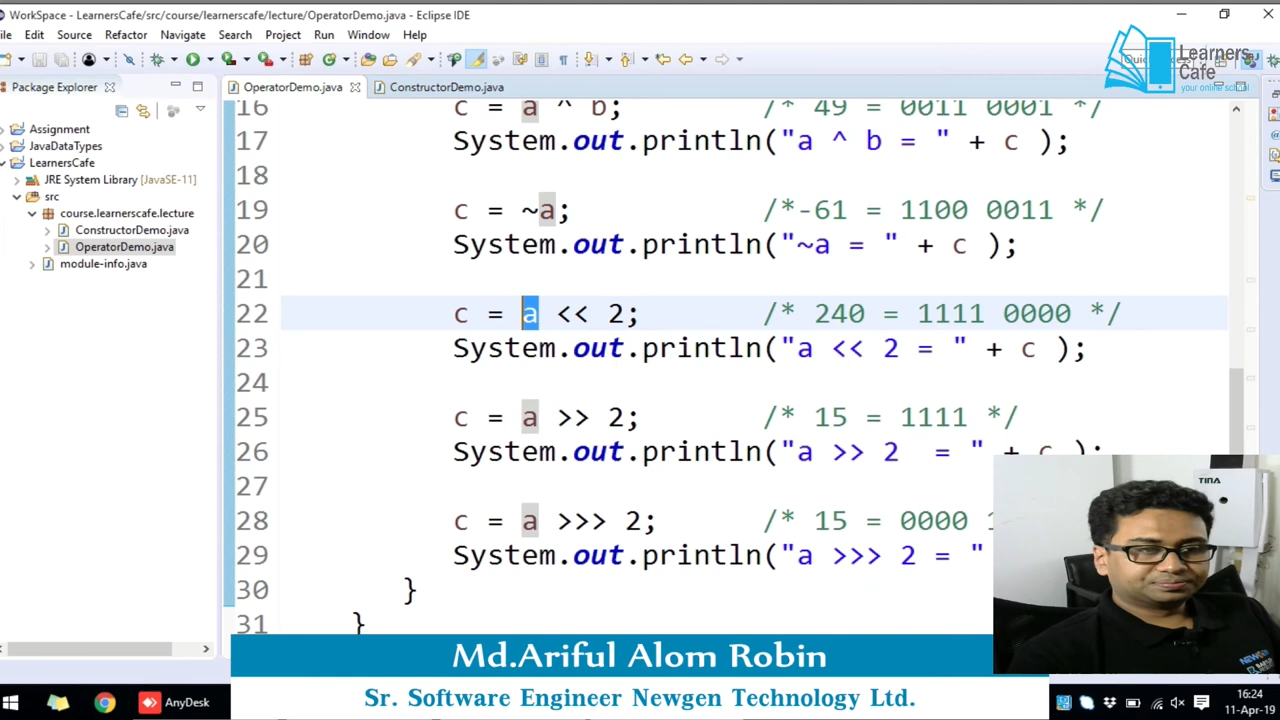 WorkSpace - LearnersCafe/src/course/learnerscafe/lecture/OperatorDemo.java - Eclipse IDE
ile Edit Source Refactor Navigate Search Project Run Window Help
Learners
Cafe
your online school
Package Explorer
OperatorDemo.java
ConstructorDemo.java
Assignment
JavaDataTypes
LearnersCafe
JRE System Library [JavaSE-11]
src
course.learnerscafe.lecture
ConstructorDemo.java
OperatorDemo.java
module-info.java
16 c = a ^ b; /* 49 = 0011 0001 */
17 System.out.println("a ^ b = " + c );
18
19 c = ~a; /*-61 = 1100 0011 */
20 System.out.println("~a = " + c );
21
22 c = a << 2; /* 240 = 1111 0000 */
23 System.out.println("a << 2 = " + c );
24
25 c = a >> 2; /* 15 = 1111 */
26 System.out.println("a >> 2  = " + c );
27
28 c = a >>> 2; /* 15 = 0000
29 System.out.println("a >>> 2 = "
30 }
31 }
TINA
Md.Ariful Alom Robin
Sr. Software Engineer Newgen Technology Ltd.
AnyDesk
16:24
11-Apr-19